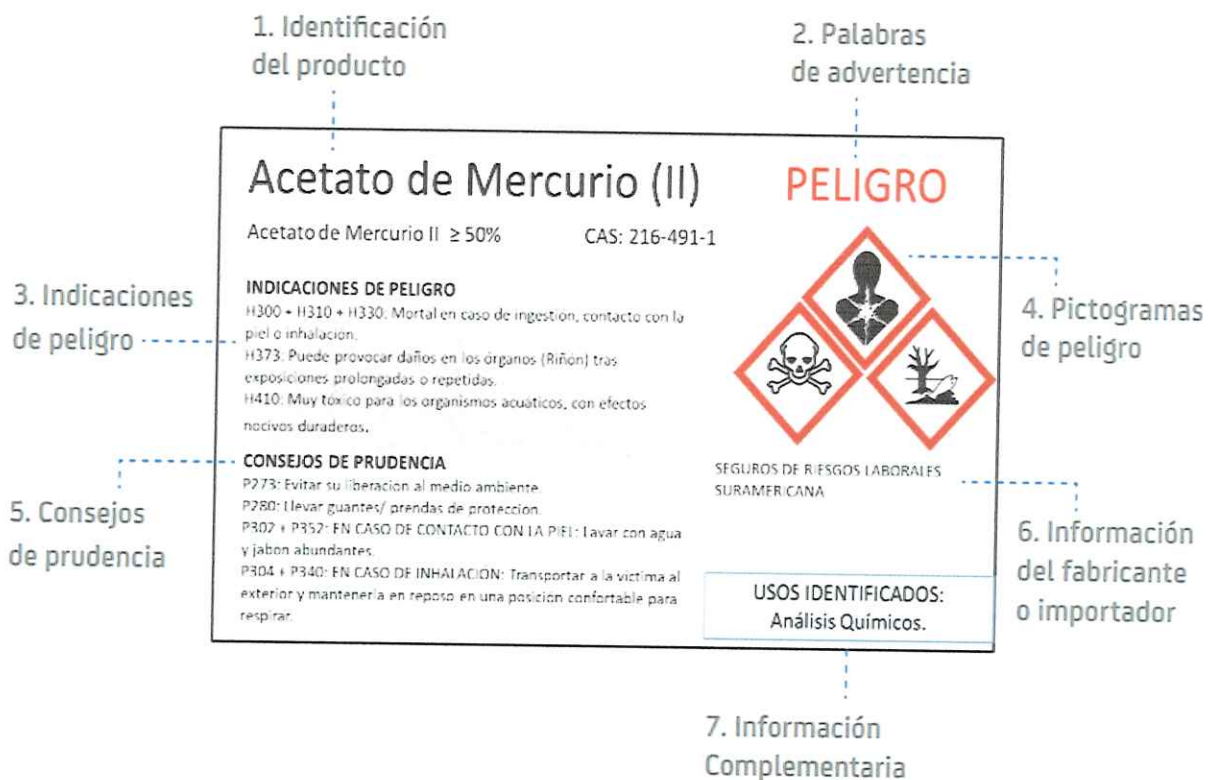 1. Identificación
del producto
2. Palabras
de advertencia
Acetato de Mercurio (II)
PELIGRO
Acetato de Mercurio II ≥ 50% CAS: 216-491-1
3. Indicaciones
de peligro
INDICACIONES DE PELIGRO
H300 + H310 + H330: Mortal en caso de ingestión, contacto con la
piel o inhalación.
H373: Puede provocar daños en los órganos (Riñón) tras
exposiciones prolongadas o repetidas.
H410: Muy tóxico para los organismos acuáticos, con efectos
nocivos duraderos.
4. Pictogramas
de peligro
5. Consejos
de prudencia
CONSEJOS DE PRUDENCIA
P273: Evitar su liberacion al medio ambiente.
P280: Llevar guantes/ prendas de proteccion.
P302 + P352: EN CASO DE CONTACTO CON LA PIEL: Lavar con agua
y jabon abundantes.
P304 + P340: EN CASO DE INHALACIÓN: Transportar a la victima al
exterior y mantenerla en reposo en una posicion confortable para
respirar.
SEGUROS DE RIESGOS LABORALES
SURAMERICANA
6. Información
del fabricante
o importador
USOS IDENTIFICADOS:
Análisis Químicos.
7. Información
Complementaria